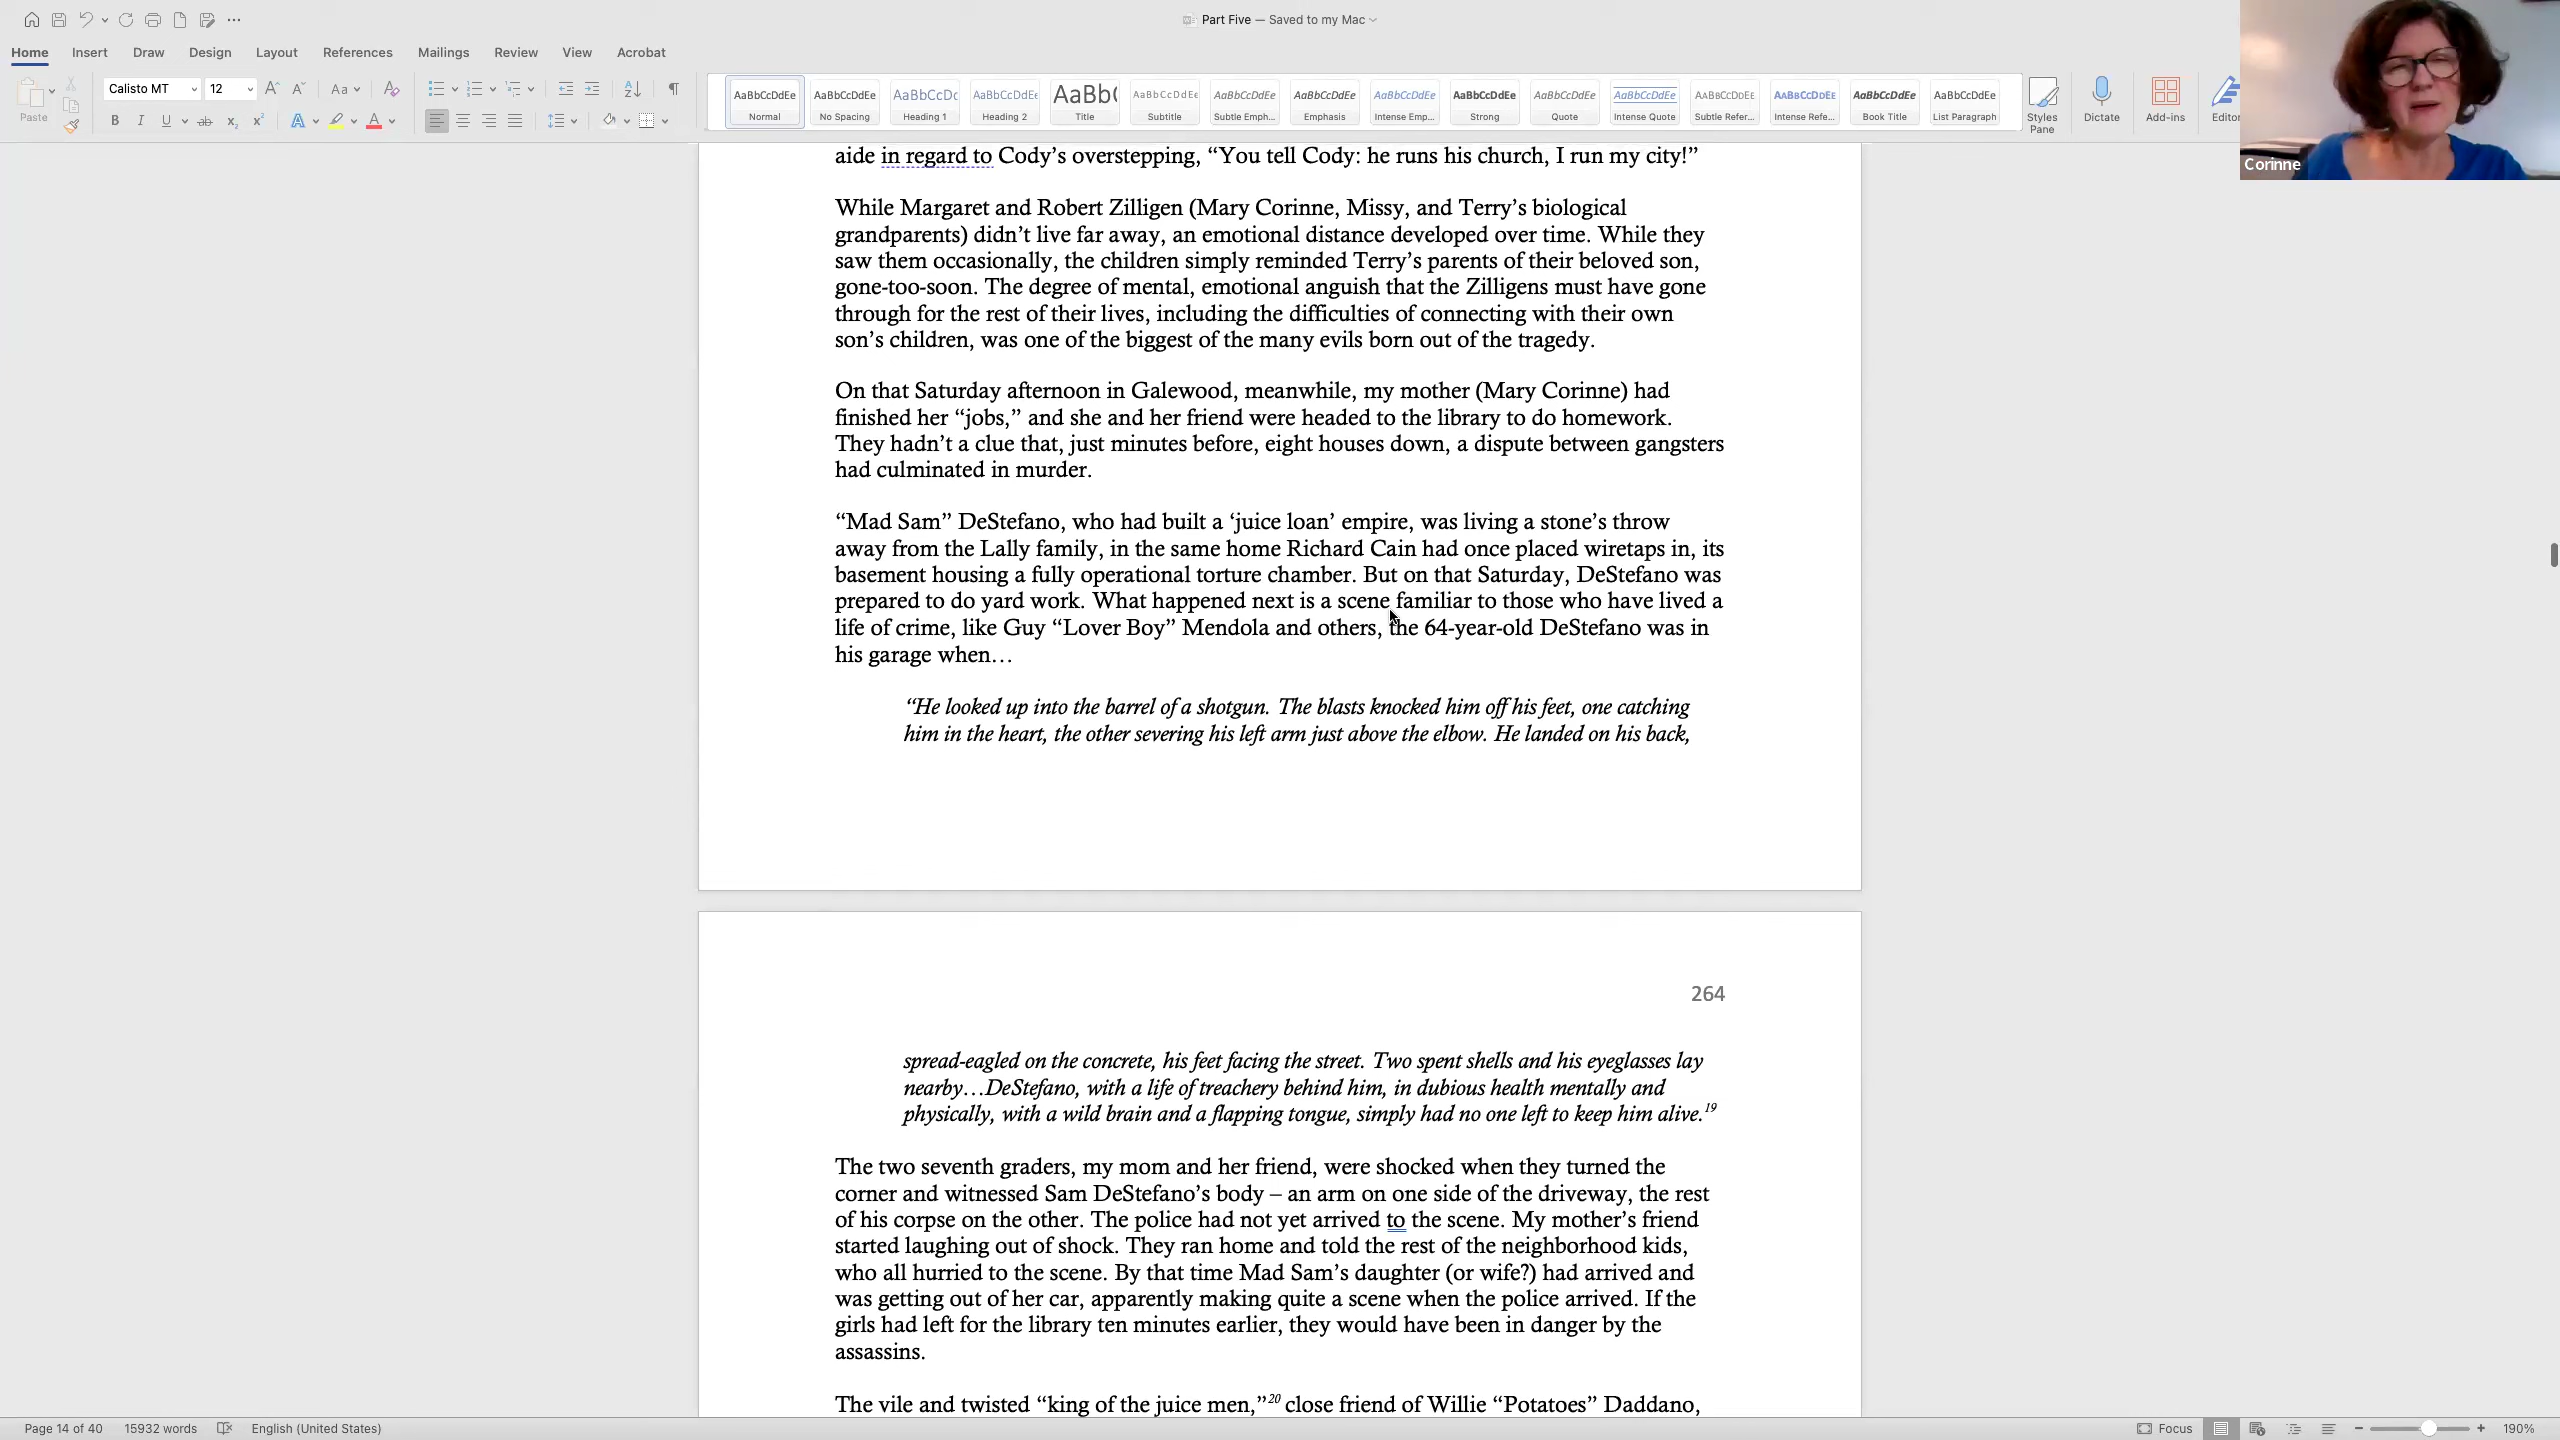 Part Five — Saved to my Mac
Home Insert Draw Design Layout References Mailings Review View Acrobat
Paste
Calisto MT 12
AaBbCcDdEe AaBbCcDdEe AaBbCcDc AaBbCcDdEe AaBb( AaBbCcDdEe AaBbCcDdEe AaBbCcDdEe AaBbCcDdEe AaBbCcDdEe AaBbCcDdEe AaBbCcDdEe AaBbCcDdEe AaBbCcDdEe AaBbCcDdEe AaBbCcDdEe
Normal No Spacing Heading 1 Heading 2 Title Subtitle Subtle Emph... Emphasis Intense Emp... Strong Quote Intense Quote Subtle Refer... Intense Refe... Book Title List Paragraph
Styles Pane Dictate Add-ins Editor
Corinne
aide in regard to Cody’s overstepping, “You tell Cody: he runs his church, I run my city!”
While Margaret and Robert Zilligen (Mary Corinne, Missy, and Terry’s biological
grandparents) didn’t live far away, an emotional distance developed over time. While they
saw them occasionally, the children simply reminded Terry’s parents of their beloved son,
gone-too-soon. The degree of mental, emotional anguish that the Zilligens must have gone
through for the rest of their lives, including the difficulties of connecting with their own
son’s children, was one of the biggest of the many evils born out of the tragedy.
On that Saturday afternoon in Galewood, meanwhile, my mother (Mary Corinne) had
finished her “jobs,” and she and her friend were headed to the library to do homework.
They hadn’t a clue that, just minutes before, eight houses down, a dispute between gangsters
had culminated in murder.
“Mad Sam” DeStefano, who had built a ‘juice loan’ empire, was living a stone’s throw
away from the Lally family, in the same home Richard Cain had once placed wiretaps in, its
basement housing a fully operational torture chamber. But on that Saturday, DeStefano was
prepared to do yard work. What happened next is a scene familiar to those who have lived a
life of crime, like Guy “Lover Boy” Mendola and others, the 64-year-old DeStefano was in
his garage when…
“He looked up into the barrel of a shotgun. The blasts knocked him off his feet, one catching
him in the heart, the other severing his left arm just above the elbow. He landed on his back,
264
spread-eagled on the concrete, his feet facing the street. Two spent shells and his eyeglasses lay
nearby…DeStefano, with a life of treachery behind him, in dubious health mentally and
physically, with a wild brain and a flapping tongue, simply had no one left to keep him alive.19
The two seventh graders, my mom and her friend, were shocked when they turned the
corner and witnessed Sam DeStefano’s body – an arm on one side of the driveway, the rest
of his corpse on the other. The police had not yet arrived to the scene. My mother’s friend
started laughing out of shock. They ran home and told the rest of the neighborhood kids,
who all hurried to the scene. By that time Mad Sam’s daughter (or wife?) had arrived and
was getting out of her car, apparently making quite a scene when the police arrived. If the
girls had left for the library ten minutes earlier, they would have been in danger by the
assassins.
The vile and twisted “king of the juice men,”20 close friend of Willie “Potatoes” Daddano,
Page 14 of 40 15932 words English (United States) Focus 190%